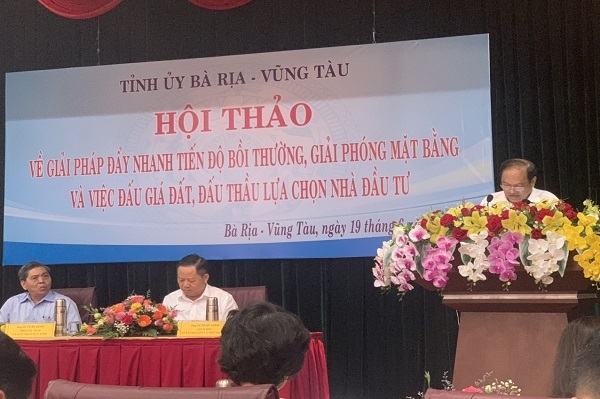 TỈNH ỦY BÀ RỊA - VŨNG TÀU
HỘI THẢO
VỀ GIẢI PHÁP ĐẨY NHANH TIẾN ĐỘ BỒI THƯỜNG, GIẢI PHÓNG MẶT BẰNG
VÀ VIỆC ĐẤU GIÁ ĐẤT, ĐẤU THẦU LỰA CHỌN NHÀ ĐẦU TƯ
Bà Rịa - Vũng Tàu, ngày 19 tháng